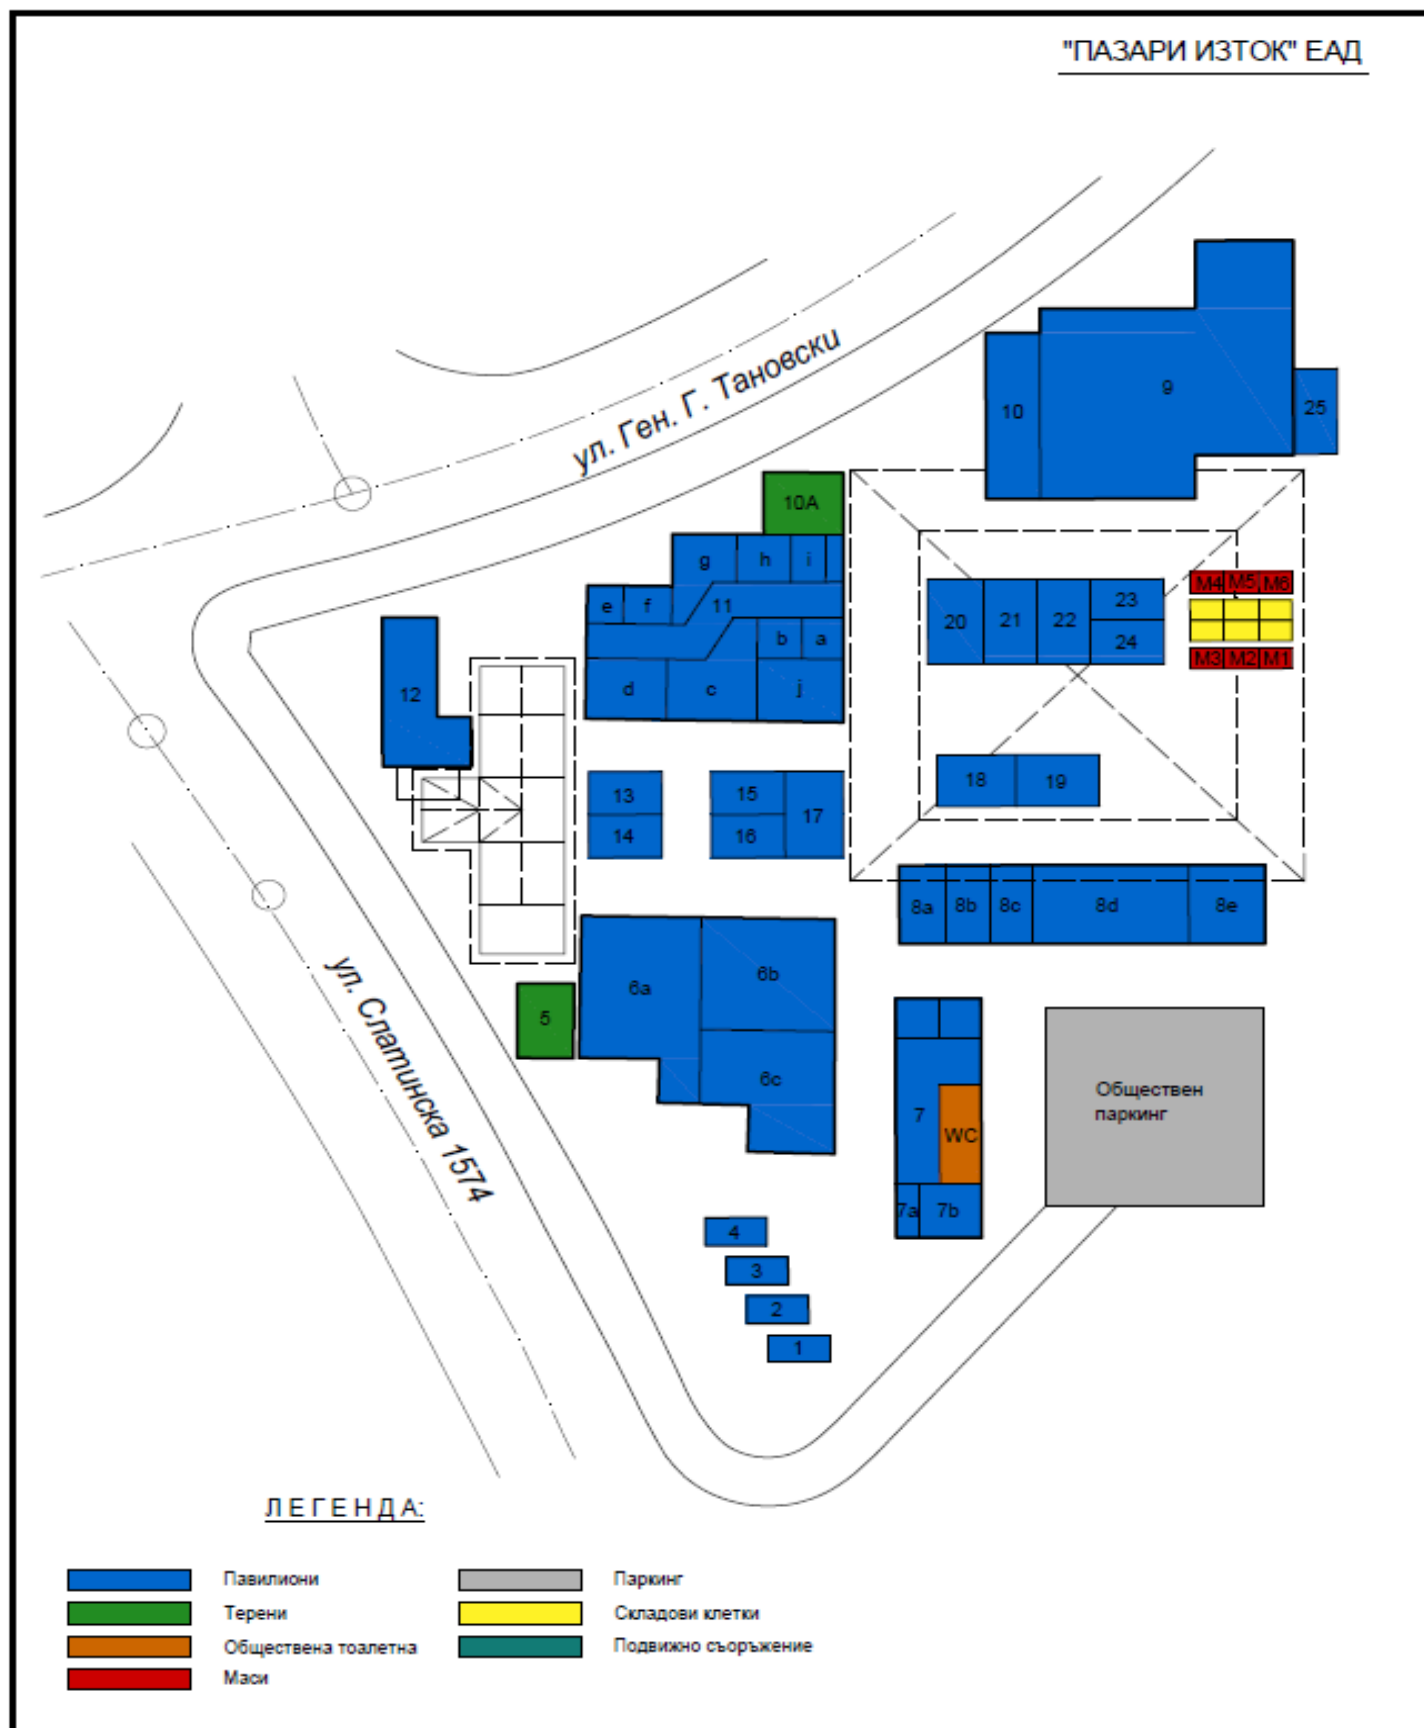 "ПАЗАРИ ИЗТОК" ЕАД
ул. Ген. Г. Тановски
9
10
25
10A
g
h
i
e
f
11
b
a
d
c
j
12
20
21
22
23
24
M4 M5 M6
M3 M2 M1
18
19
13
14
15
16
17
8a
8b
8c
8d
8e
6a
6b
6c
5
ул. Слатинска 1574
7
WC
7a
7b
Обществен
паркинг
4
3
2
1
ЛЕГЕНДА:
Павилиони
Терени
Обществена тоалетна
Маси
Паркинг
Складови клетки
Подвижно съоръжение